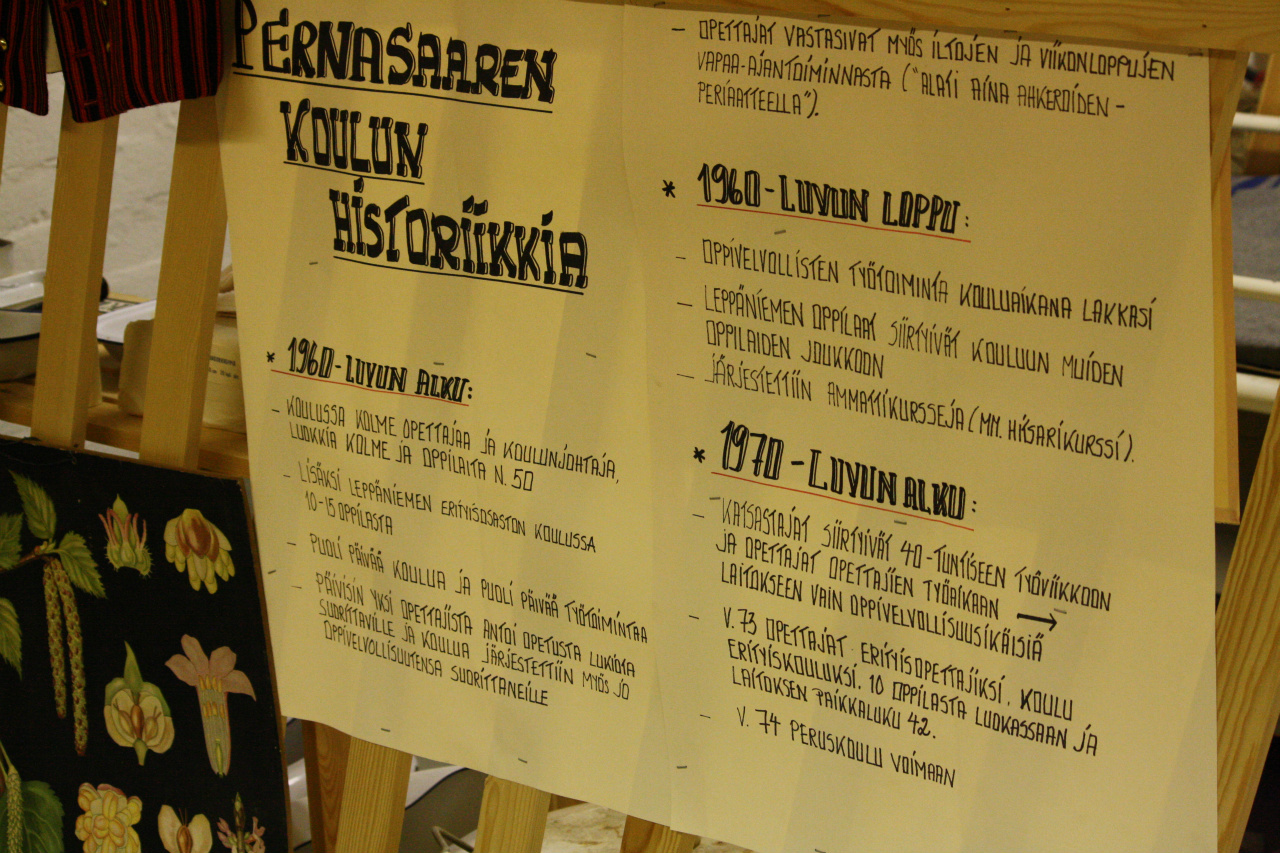 PERNASAAREN
KOULUN
HISTORIIKKIA
* 1960-LUVUN ALKU:
- KOULUSSA KOLME OPETTAJAA JA KOULUNJOHTAJA,
LUOKKIA KOLME JA OPPILAITA N. 50
- LISÄKSI LEPPÄNIEMEN ERITYISOSASTON KOULUSSA
10-15 OPPILASTA
- PUOLI PÄIVÄÄ KOULUA JA PUOLI PÄIVÄÄ TYÖTOIMINTAA
- PÄIVISIN YKSI OPETTAJISTA ANTOI OPETUSTA LUKIOTA
SUORITTAVILLE JA KOULUA JÄRJESTETTIIN MYÖS JO
OPPIVELVOLLISUUTENSA SUORITTANEILLE
- OPETTAJAT VASTASIVAT MYÖS ILTOJEN JA VIIKONLOPPUJEN
VAPAA-AJANTOIMINNASTA ("ALATI AINA AHKEROIDEN-
PERIAATTEELLA").
* 1960-LUVUN LOPPU:
- OPPIVELVOLLISTEN TYÖTOIMINTA KOULUAIKANA LAKKASI
- LEPPÄNIEMEN OPPILAAT SIIRTYIVÄT KOULUUN MUIDEN
OPPILAIDEN JOUKKOON
- JÄRJESTETTIIN AMMATTIKURSSEJA (MM. HITSARIKURSSI).
* 1970-LUVUN ALKU:
- KATSASTAJAT SIIRTYIVÄT 40-TUNTISEEN TYÖVIIKKOON
JA OPETTAJAT OPETTAJIEN TYÖAIKAAN →
LAITOKSEEN VAIN OPPIVELVOLLISUUSIKÄISIÄ
- V. 73 OPETTAJAT ERITYISOPETTAJIKSI, KOULU
ERITYISKOULUKSI. 10 OPPILASTA LUOKASSAAN JA
LAITOKSEN PAIKKALUKU 42.
- V. 74 PERUSKOULU VOIMAAN